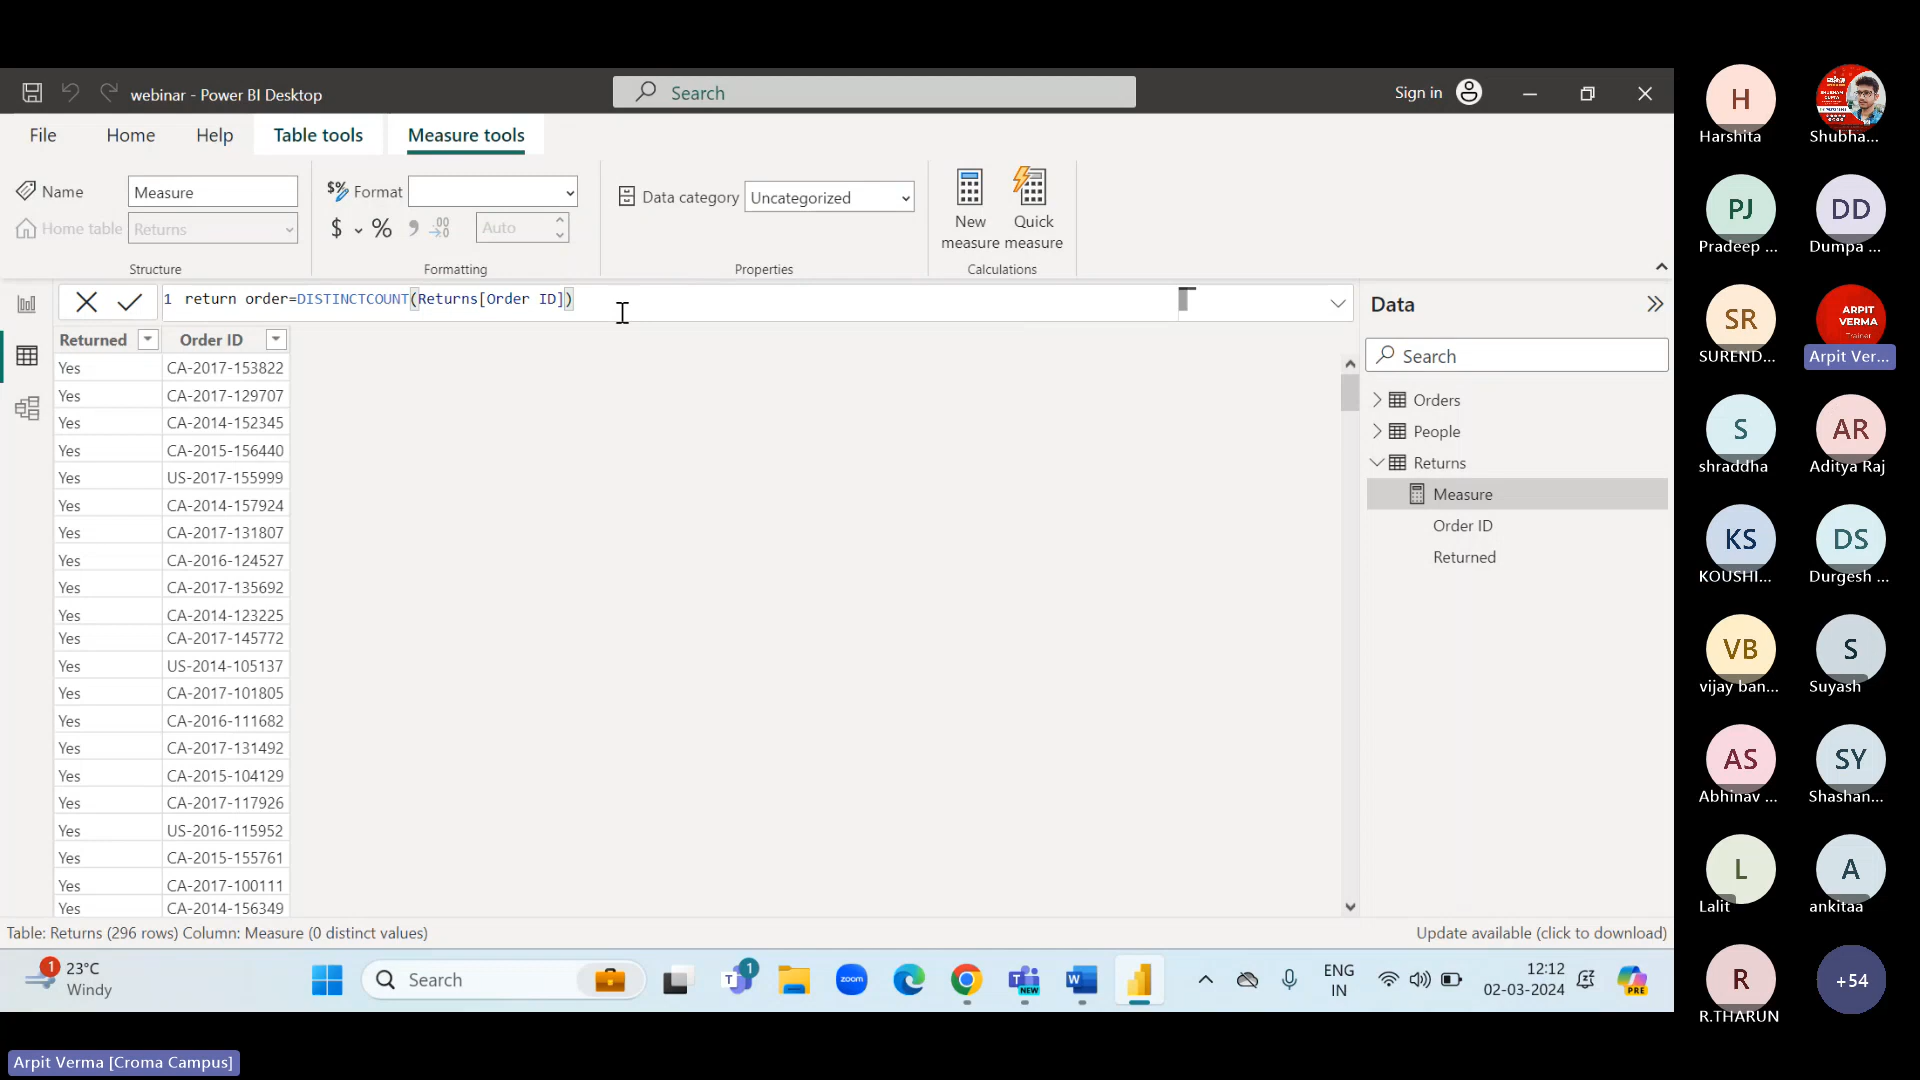 webinar - Power BI Desktop
Search
Sign in
File
Home
Help
Table tools
Measure tools
Name
Measure
Format
Data category
Uncategorized
New measure
Quick measure
Home table
Returns
$
%
Auto
Structure
Formatting
Properties
Calculations
1 return order=DISTINCTCOUNT(Returns[Order ID])
Returned
Order ID
Yes CA-2017-153822
Yes CA-2017-129707
Yes CA-2014-152345
Yes CA-2015-156440
Yes US-2017-155999
Yes CA-2014-157924
Yes CA-2017-131807
Yes CA-2016-124527
Yes CA-2017-135692
Yes CA-2014-123225
Yes CA-2017-145772
Yes US-2014-105137
Yes CA-2017-101805
Yes CA-2016-111682
Yes CA-2017-131492
Yes CA-2015-104129
Yes CA-2017-117926
Yes US-2016-115952
Yes CA-2015-155761
Yes CA-2017-100111
Yes CA-2014-156349
Data
Search
Orders
People
Returns
Measure
Order ID
Returned
Table: Returns (296 rows) Column: Measure (0 distinct values)
Update available (click to download)
1
23°C
Windy
Search
1
zoom
NEW
ENG
IN
12:12
02-03-2024
PRE
H
Harshita
Shubha...
PJ
Pradeep ...
DD
Dumpa ...
SR
SUREND...
ARPIT
VERMA
Trainer
Arpit Ver...
S
shraddha
AR
Aditya Raj
KS
KOUSHI...
DS
Durgesh ...
VB
vijay ban...
S
Suyash
AS
Abhinav ...
SY
Shashan...
L
Lalit
A
ankitaa
R
R.THARUN
+54
Arpit Verma [Croma Campus]